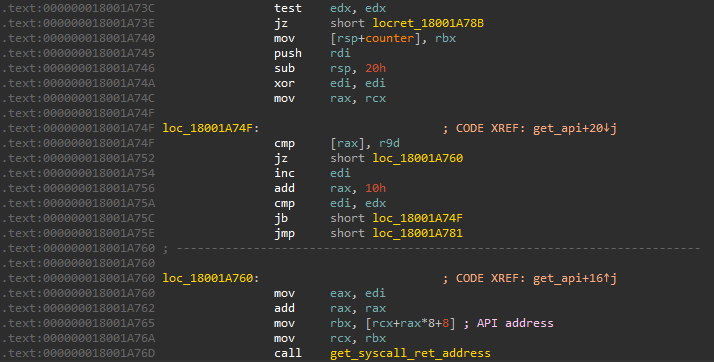 .text:000000018001A73C test edx, edx
.text:000000018001A73E jz short locret_18001A78B
.text:000000018001A740 mov [rsp+counter], rbx
.text:000000018001A745 push rdi
.text:000000018001A746 sub rsp, 20h
.text:000000018001A74A xor edi, edi
.text:000000018001A74C mov rax, rcx
.text:000000018001A74F
.text:000000018001A74F loc_18001A74F: ; CODE XREF: get_api+20↓j
.text:000000018001A74F cmp [rax], r9d
.text:000000018001A752 jz short loc_18001A760
.text:000000018001A754 inc edi
.text:000000018001A756 add rax, 10h
.text:000000018001A75A cmp edi, edx
.text:000000018001A75C jb short loc_18001A74F
.text:000000018001A75E jmp short loc_18001A781
.text:000000018001A760 ; ---------------------------------------------------------------------------
.text:000000018001A760
.text:000000018001A760 loc_18001A760: ; CODE XREF: get_api+16↑j
.text:000000018001A760 mov eax, edi
.text:000000018001A762 add rax, rax
.text:000000018001A765 mov rbx, [rcx+rax*8+8] ; API address
.text:000000018001A76A mov rcx, rbx
.text:000000018001A76D call get_syscall_ret_address